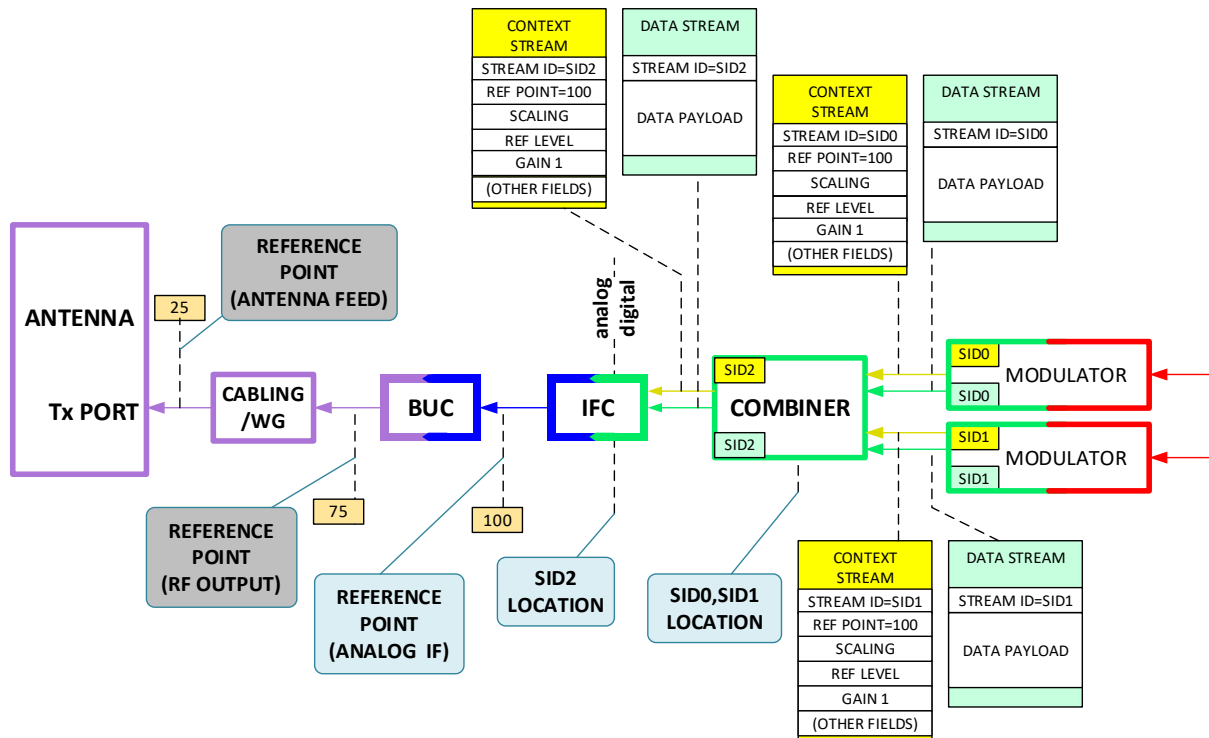 CONTEXT
STREAM
STREAM ID=SID2
REF POINT=100
SCALING
REF LEVEL
GAIN 1
(OTHER FIELDS)
DATA STREAM
STREAM ID=SID2
DATA PAYLOAD
CONTEXT
STREAM
STREAM ID=SID0
REF POINT=100
SCALING
REF LEVEL
GAIN 1
(OTHER FIELDS)
DATA STREAM
STREAM ID=SID0
DATA PAYLOAD
REFERENCE
POINT
(ANTENNA FEED)
analog
digital
25
ANTENNA
Tx PORT
CABLING
/WG
BUC
IFC
SID2
COMBINER
SID2
SID0
MODULATOR
SID0
SID1
MODULATOR
SID1
75
100
REFERENCE
POINT
(RF OUTPUT)
REFERENCE
POINT
(ANALOG IF)
SID2
LOCATION
SID0,SID1
LOCATION
CONTEXT
STREAM
STREAM ID=SID1
REF POINT=100
SCALING
REF LEVEL
GAIN 1
(OTHER FIELDS)
DATA STREAM
STREAM ID=SID1
DATA PAYLOAD